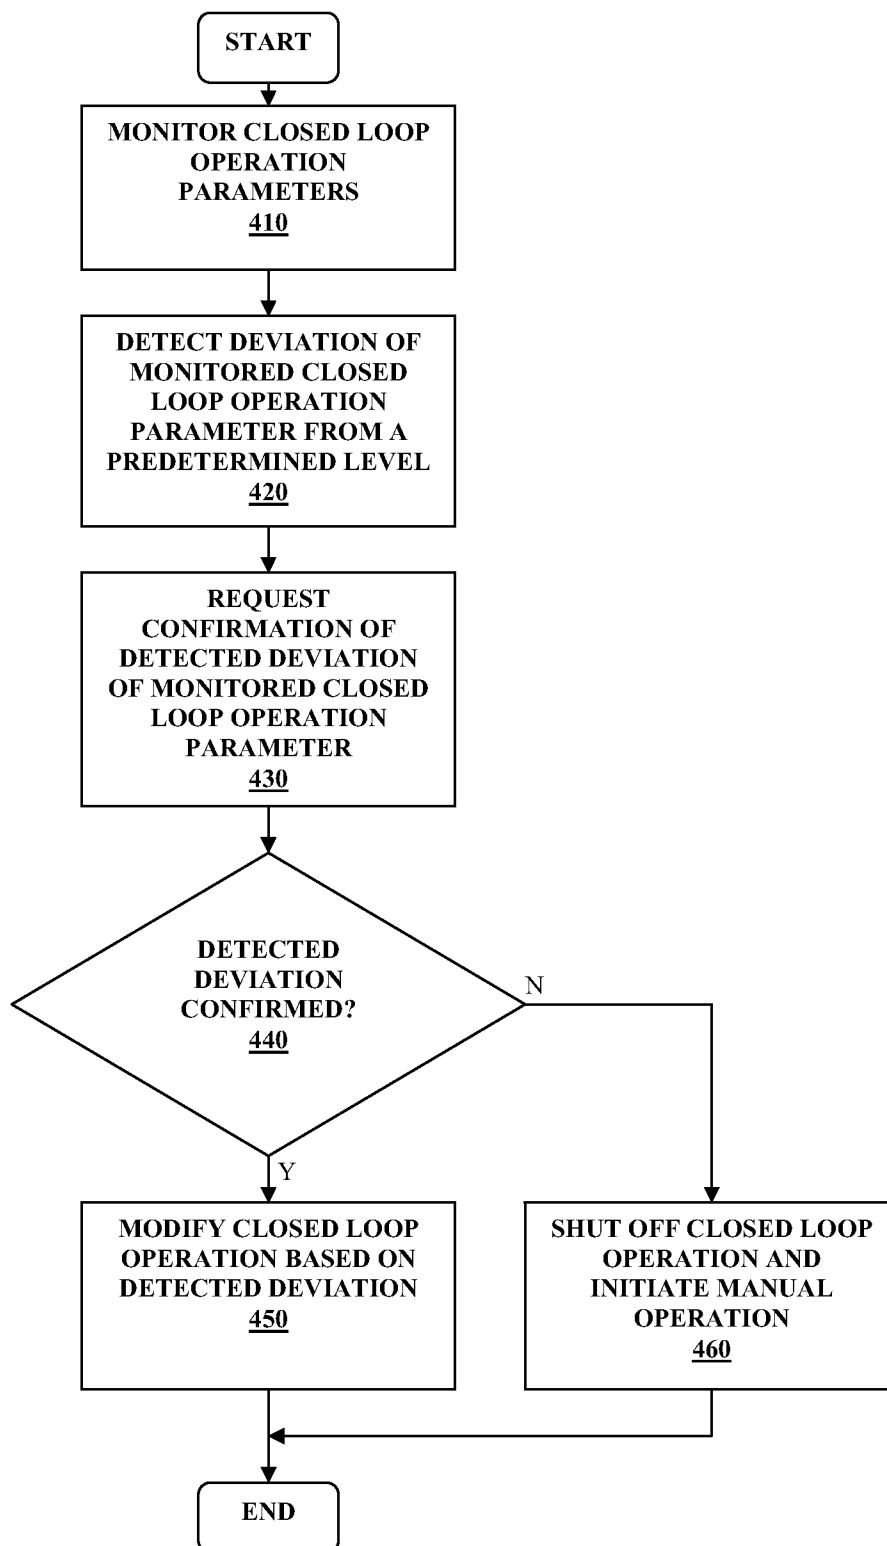 START
MONITOR CLOSED LOOP
OPERATION
PARAMETERS
410
DETECT DEVIATION OF
MONITORED CLOSED
LOOP OPERATION
PARAMETER FROM A
PREDETERMINED LEVEL
420
REQUEST
CONFIRMATION OF
DETECTED DEVIATION
OF MONITORED CLOSED
LOOP OPERATION
PARAMETER
430
DETECTED
DEVIATION
CONFIRMED?
440
N
Y
MODIFY CLOSED LOOP
OPERATION BASED ON
DETECTED DEVIATION
450
SHUT OFF CLOSED LOOP
OPERATION AND
INITIATE MANUAL
OPERATION
460
END